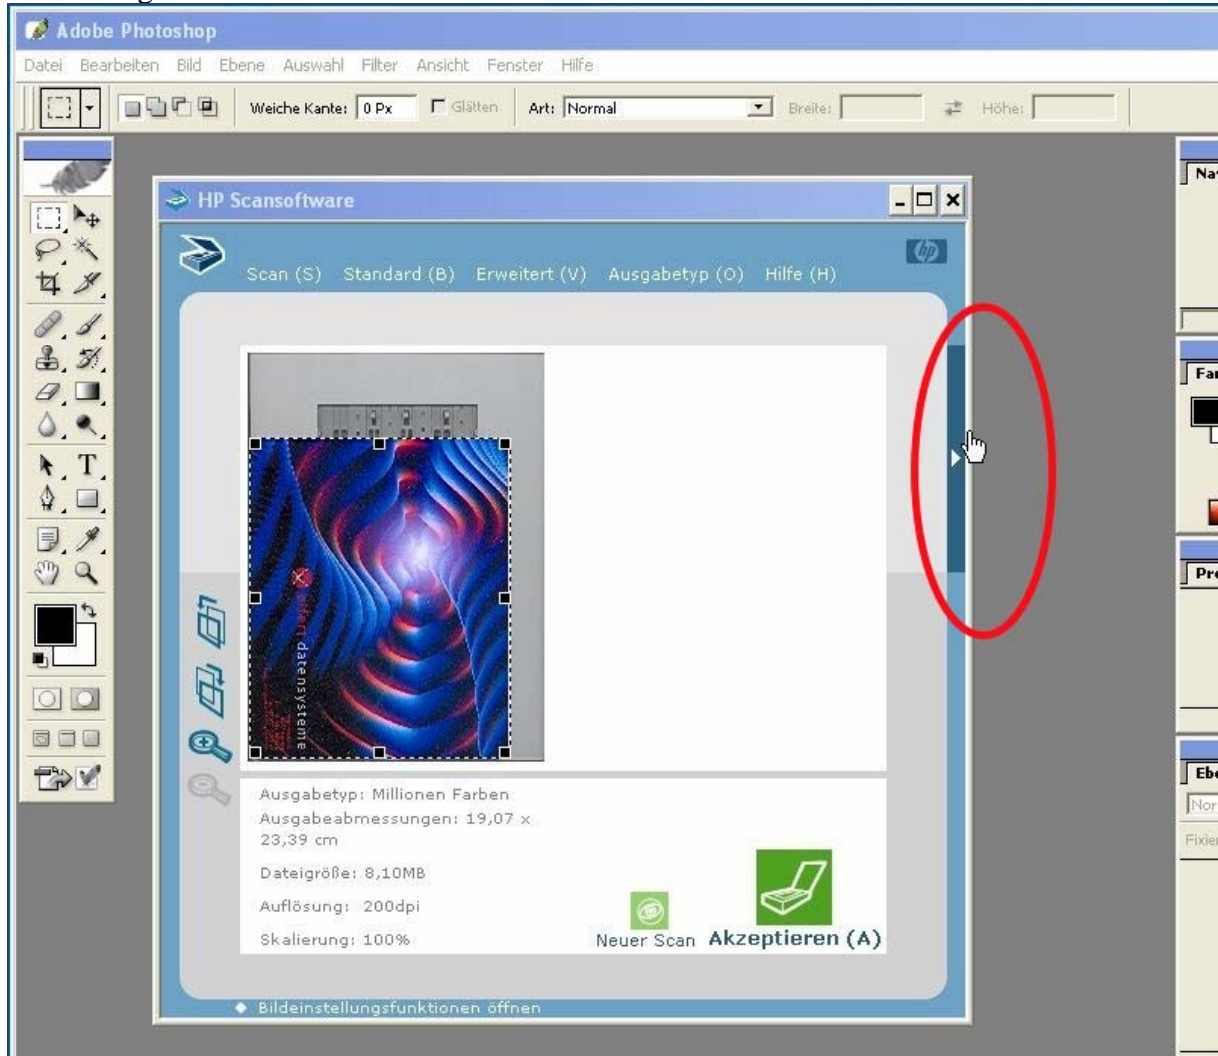 Adobe Photoshop
Datei Bearbeiten Bild Ebene Auswahl Filter Ansicht Fenster Hilfe
Weiche Kante: 0 Px Glätten Art: Normal Breite: Höhe:
HP Scansoftware
hp
Scan (S) Standard (B) Erweitert (V) Ausgabetyp (O) Hilfe (H)
datensysteme
Ausgabetyp: Millionen Farben
Ausgabeabmessungen: 19,07 x
23,39 cm
Dateigröße: 8,10MB
Auflösung: 200dpi
Skalierung: 100%
Neuer Scan Akzeptieren (A)
Bildeinstellungsfunktionen öffnen
T
Na
Far
Pro
Ebe
Nor
Fixier